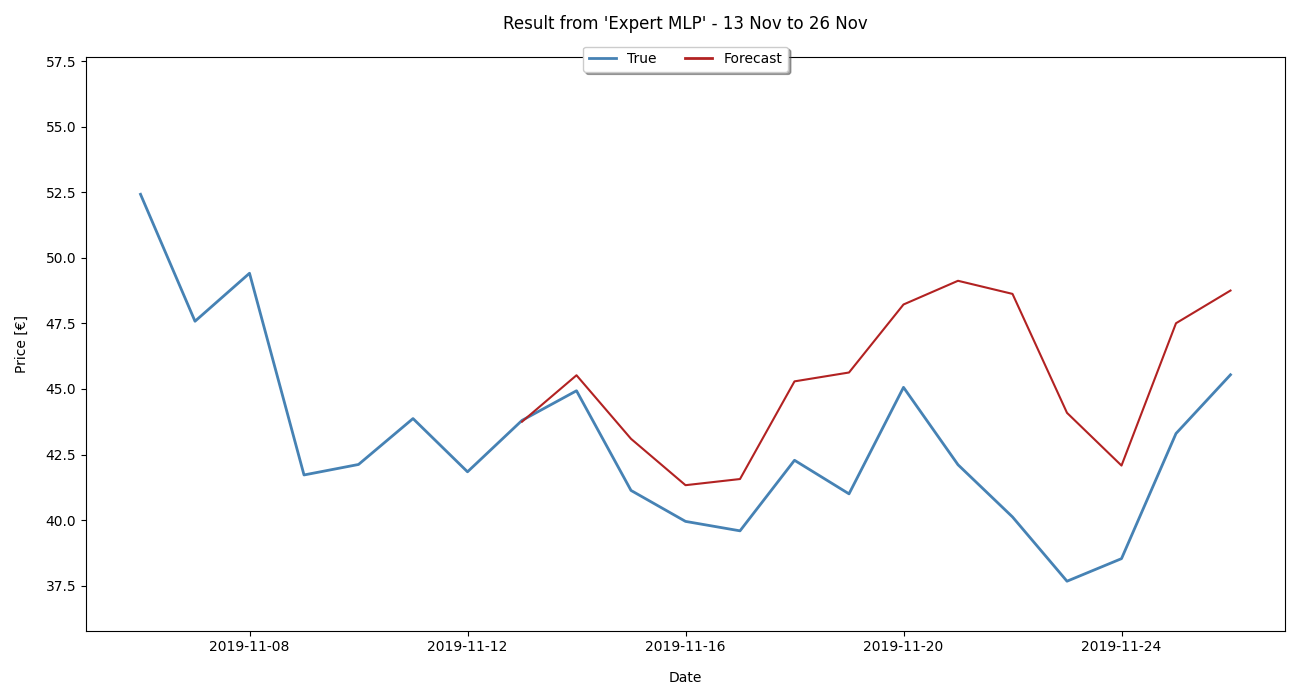 Result from 'Expert MLP' - 13 Nov to 26 Nov
True Forecast
57.5
55.0
52.5
50.0
47.5
45.0
42.5
40.0
37.5
Price [€]
2019-11-08 2019-11-12 2019-11-16 2019-11-20 2019-11-24
Date